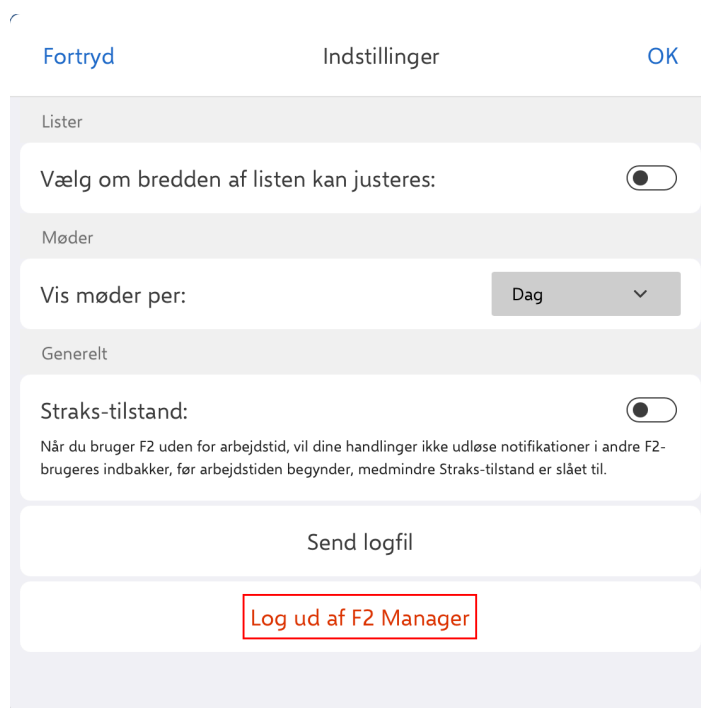 Fortryd Indstillinger OK
Lister
Vælg om bredden af listen kan justeres:
Møder
Vis møder per: Dag
Generelt
Straks-tilstand:
Når du bruger F2 uden for arbejdstid, vil dine handlinger ikke udløse notifikationer i andre F2-
brugeres indbakker, før arbejdstiden begynder, medmindre Straks-tilstand er slået til.
Send logfil
Log ud af F2 Manager